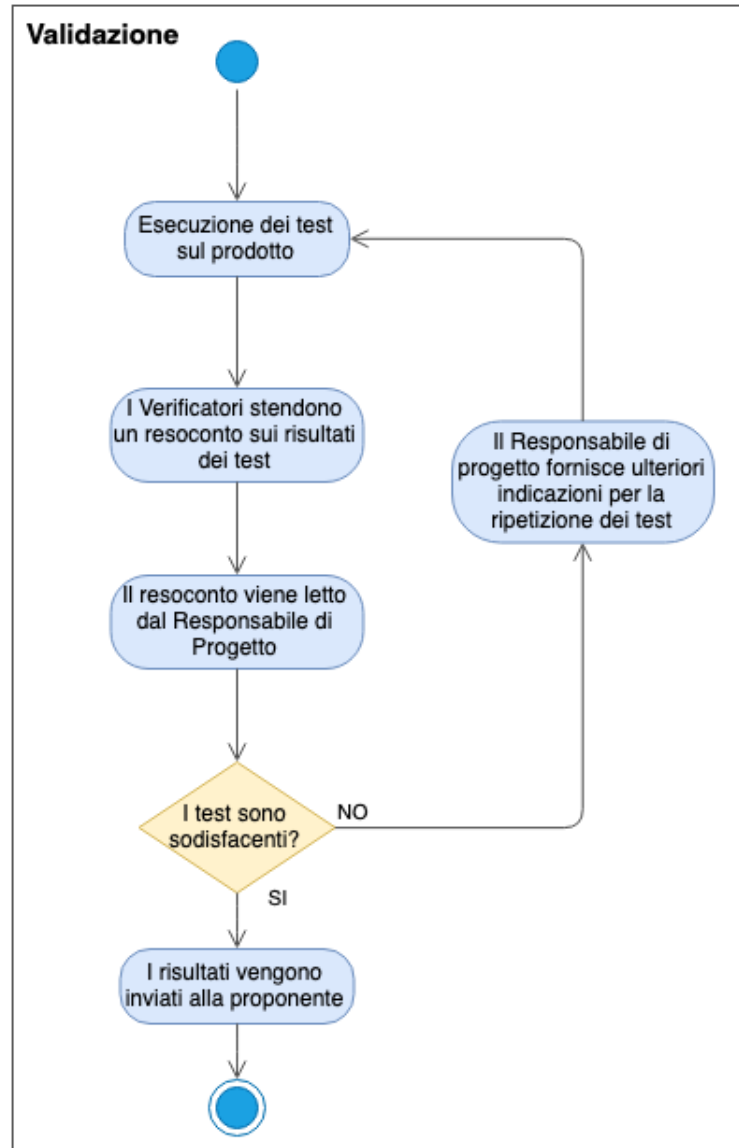 Validazione
Esecuzione dei test
sul prodotto
I Verificatori stendono
un resoconto sui risultati
dei test
Il Responsabile di
progetto fornisce ulteriori
indicazioni per la
ripetizione dei test
Il resoconto viene letto
dal Responsabile di
Progetto
I test sono
sodisfacenti?
NO
SI
I risultati vengono
inviati alla proponente